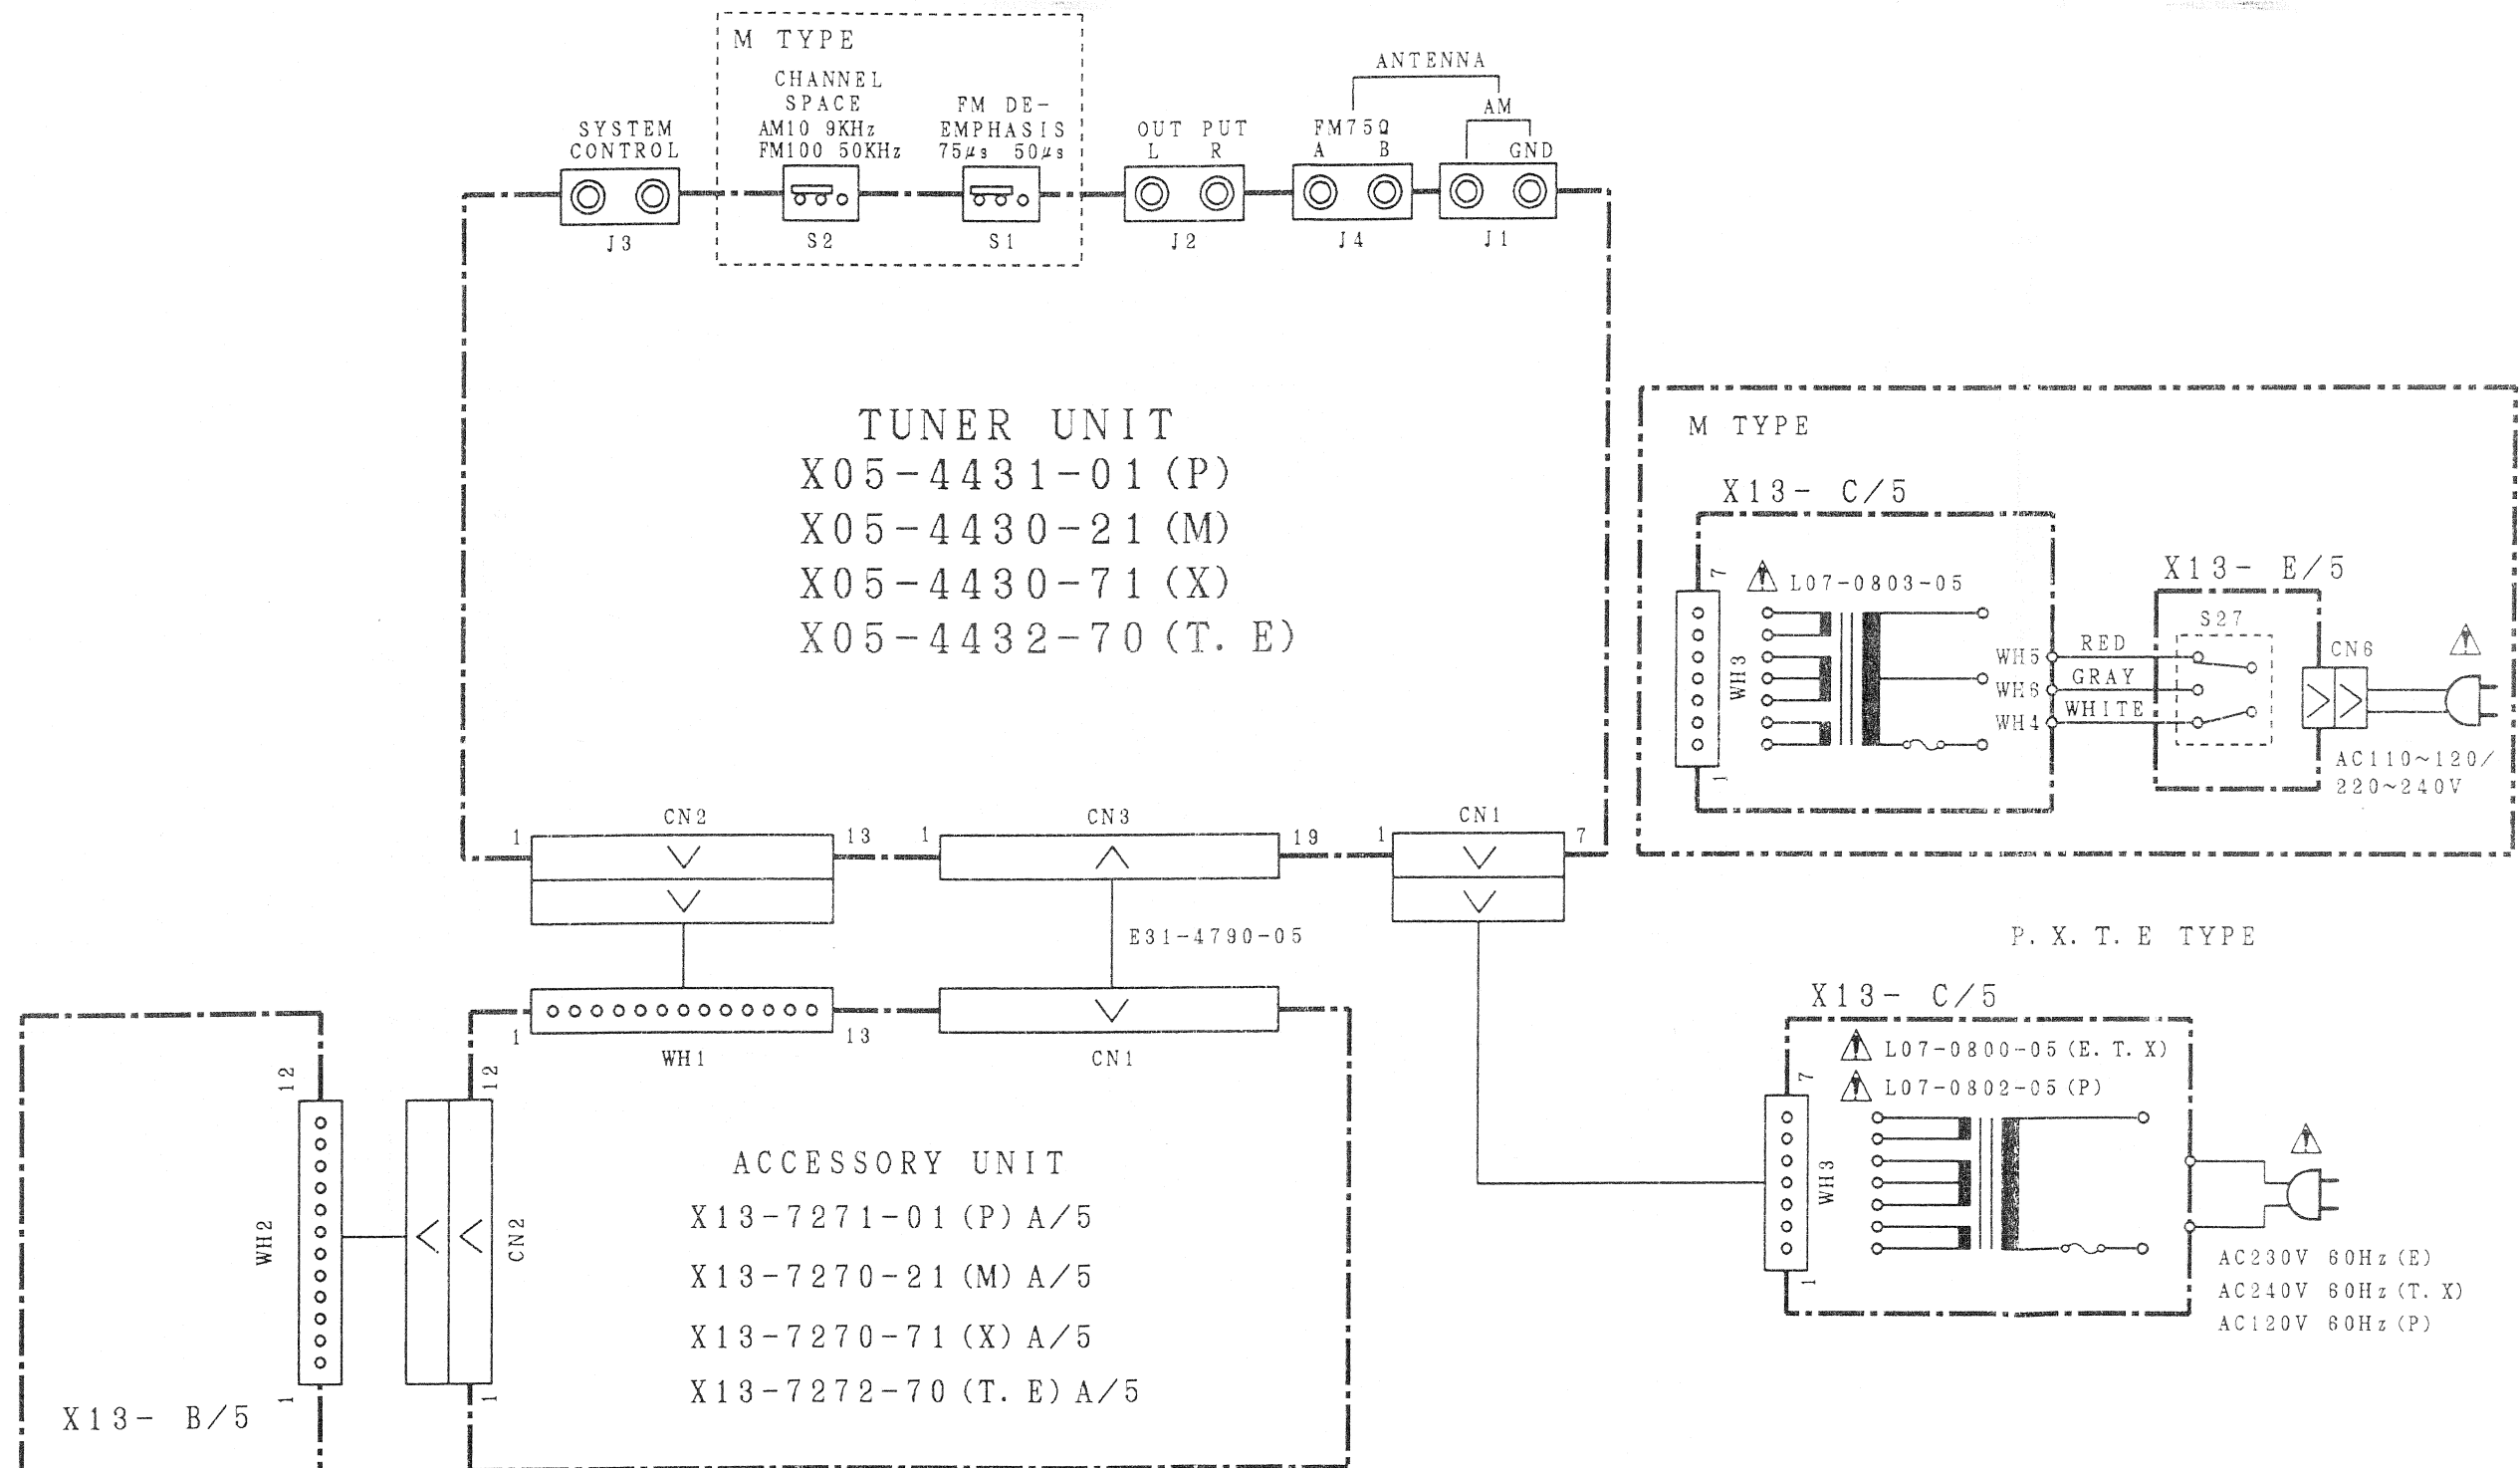 M TYPE
CHANNEL
SPACE
AM10 9KHz
FM100 50KHz
FM DE-
EMPHASIS
75μs 50μs
SYSTEM
CONTROL
OUT PUT
L R
ANTENNA
FM75Ω
A B
AM
GND
J3
S2
S1
J2
J4
J1
TUNER UNIT
X05-4431-01(P)
X05-4430-21(M)
X05-4430-71(X)
X05-4432-70(T. E)
M TYPE
X13- C/5
7
L07-0803-05
WH3
1
WH5
WH6
WH4
RED
GRAY
WHITE
X13- E/5
S27
CN6
AC110~120/
220~240V
1 CN2 13
1 CN3 19
1 CN1 7
E31-4790-05
1 13
WH1
CN1
P. X. T. E TYPE
X13- C/5
7
L07-0800-05(E. T. X)
L07-0802-05(P)
WH3
1
AC230V 60Hz(E)
AC240V 60Hz(T. X)
AC120V 60Hz(P)
12
WH2
1
X13- B/5
12
CN2
1
ACCESSORY UNIT
X13-7271-01(P)A/5
X13-7270-21(M)A/5
X13-7270-71(X)A/5
X13-7272-70(T. E)A/5